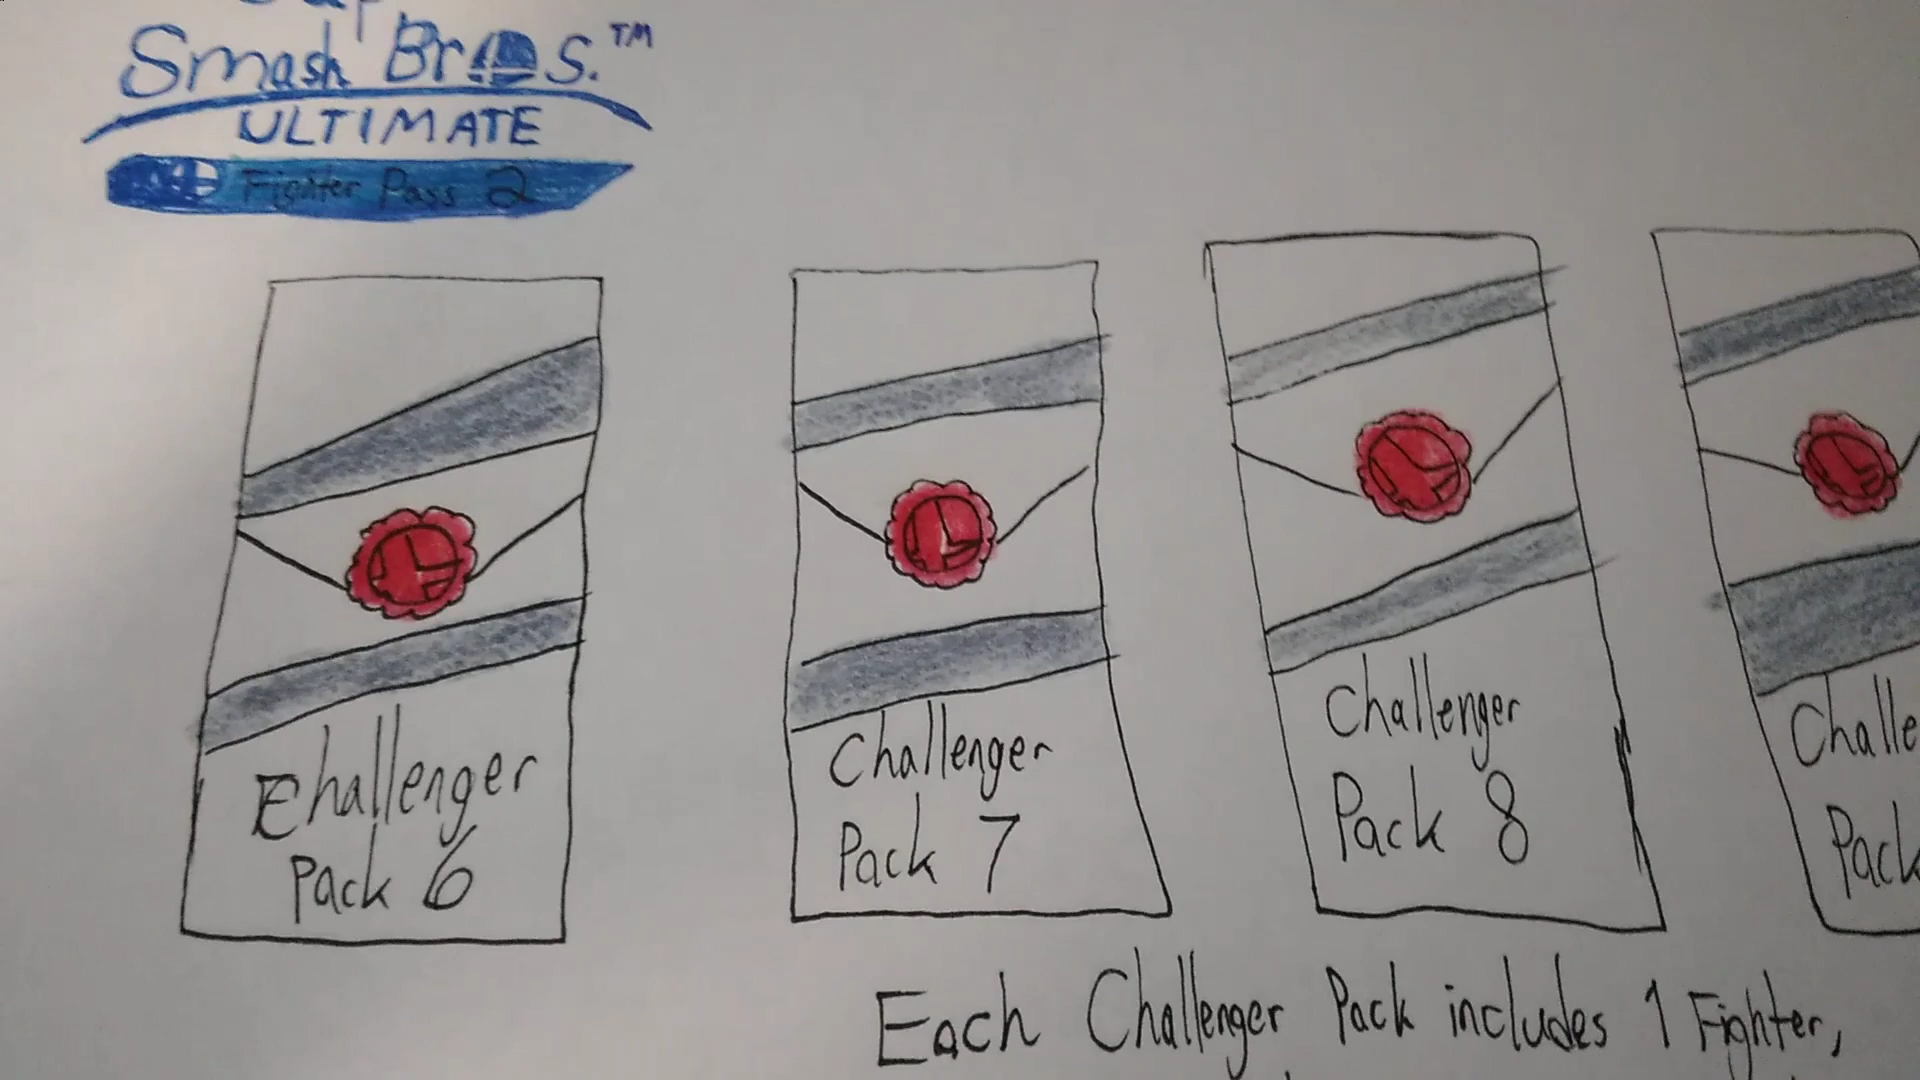 Smash Bros.™
ULTIMATE
Fighter Pass 2
Challenger
Pack 6
Challenger
Pack 7
Challenger
Pack 8
Challe
Pack
Each Challenger Pack includes 1 Fighter,